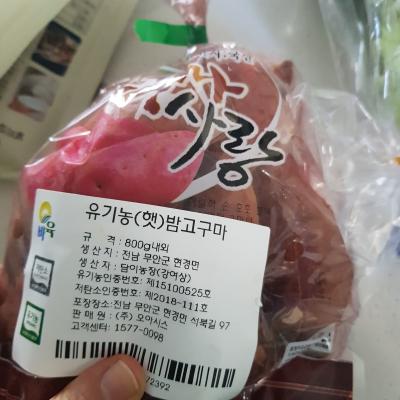 사랑
유기농(햇)밤고구마
규 격 : 800g내외
생 산 지 : 전남 무안군 현경면
생 산 자 : 달이농장(강여상)
유기농인증번호: 제15100525호
저탄소인증번호: 제2018-111호
포장장소:전남 무안군 현경면 석북길 97
판 매 원 : (주) 오아시스
고객센터: 1577-0098
2392